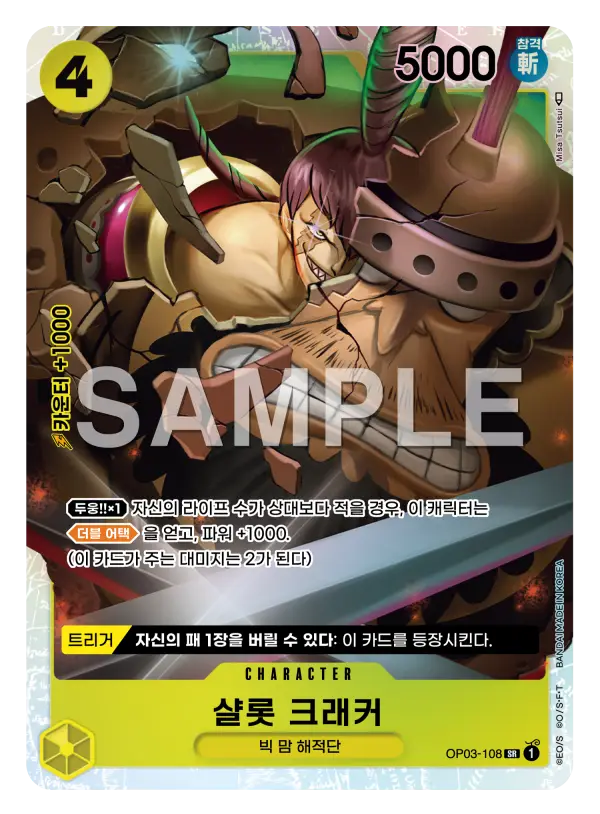 4
5000
참격
斬
Misa Tsutsui
카운터 +1000
SAMPLE
두웅!!×1 자신의 라이프 수가 상대보다 적을 경우, 이 캐릭터는
더블 어택 을 얻고, 파워 +1000.
(이 카드가 주는 대미지는 2가 된다)
트리거 자신의 패 1장을 버릴 수 있다: 이 카드를 등장시킨다.
CHARACTER
샬롯 크래커
빅 맘 해적단
OP03-108 SR 1
©EO/S ©O/S·F·T BANDAI MADE IN KOREA